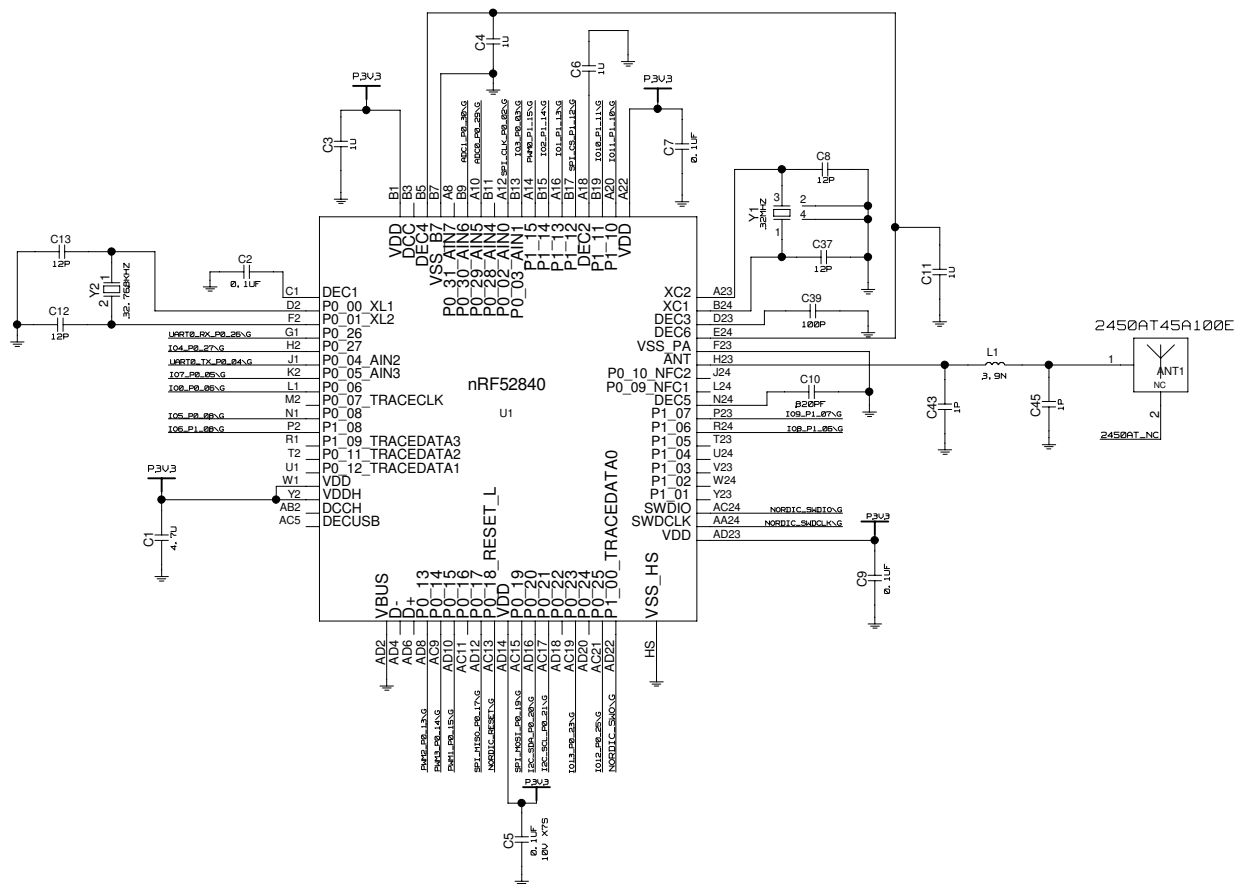 C4
1U
C6
1U
P3V3
C3
1U
P3V3
C7
0.1UF
ADC1_P0_30\G
ADC0_P0_29\G
SPI_CLK_P0_02\G
IO3_P0_03\G
PWM0_P1_15\G
IO2_P1_14\G
IO1_P1_13\G
SPI_CS_P1_12\G
IO10_P1_11\G
IO11_P1_10\G
B1
B3
B5
B7
A8
B9
A10
B11
A12
B13
A14
B15
A16
B17
A18
B19
A20
A22
VDD
DCC
DEC4
VSS_B7
P0_31_AIN7
P0_30_AIN6
P0_29_AIN5
P0_28_AIN4
P0_02_AIN0
P0_03_AIN1
P1_15
P1_14
P1_13
P1_12
DEC2
P1_11
P1_10
VDD
C13
12P
Y2
1
2
32.768KHZ
C12
12P
C2
0.1UF
C1 DEC1
D2 P0_00_XL1
F2 P0_01_XL2
UART0_RX_P0_26\G G1 P0_26
IO4_P0_27\G H2 P0_27
UART0_TX_P0_04\G J1 P0_04_AIN2
IO7_P0_05\G K2 P0_05_AIN3
IO0_P0_06\G L1 P0_06
M2 P0_07_TRACECLK
IO5_P0_08\G N1 P0_08
IO6_P1_08\G P2 P1_08
R1 P1_09_TRACEDATA3
T2 P0_11_TRACEDATA2
U1 P0_12_TRACEDATA1
W1 VDD
Y2 VDDH
AB2 DCCH
AC5 DECUSB
P3V3
C1
4.7U
nRF52840
U1
C8
12P
Y1
32MHZ
3
1
2
4
C37
12P
C11
1U
XC2 A23
XC1 B24
DEC3 D23
C39
100P
DEC6 E24
VSS_PA F23
ANT H23
P0_10_NFC2 J24
P0_09_NFC1 L24
DEC5 N24
C10
820PF
P1_07 P23 IO9_P1_07\G
P1_06 R24 IO8_P1_06\G
P1_05 T23
P1_04 U24
P1_03 V23
P1_02 W24
P1_01 Y23
SWDIO AC24 NORDIC_SWDIO\G
SWDCLK AA24 NORDIC_SWDCLK\G
VDD AD23
P3V3
C9
0.1UF
C43
1P
L1
3.9N
C45
1P
2450AT45A100E
1
ANT1
NC
2
2450AT_NC
VBUS
D-
D+
P0_13
P0_14
P0_15
P0_16
P0_17
P0_18_RESET_L
VDD
P0_19
P0_20
P0_21
P0_22
P0_23
P0_24
P0_25
P1_00_TRACEDATA0
VSS_HS
AD2
AD4
AD6
AD8
AC9
AD10
AC11
AD12
AC13
AD14
AC15
AD16
AC17
AD18
AC19
AD20
AC21
AD22
HS
PWM2_P0_13\G
PWM3_P0_14\G
PWM1_P0_15\G
SPI_MISO_P0_17\G
NORDIC_RESET\G
SPI_MOSI_P0_19\G
I2C_SDA_P0_20\G
I2C_SCL_P0_21\G
IO13_P0_23\G
IO12_P0_25\G
NORDIC_SWO\G
P3V3
C5
0.1UF
10V X7S